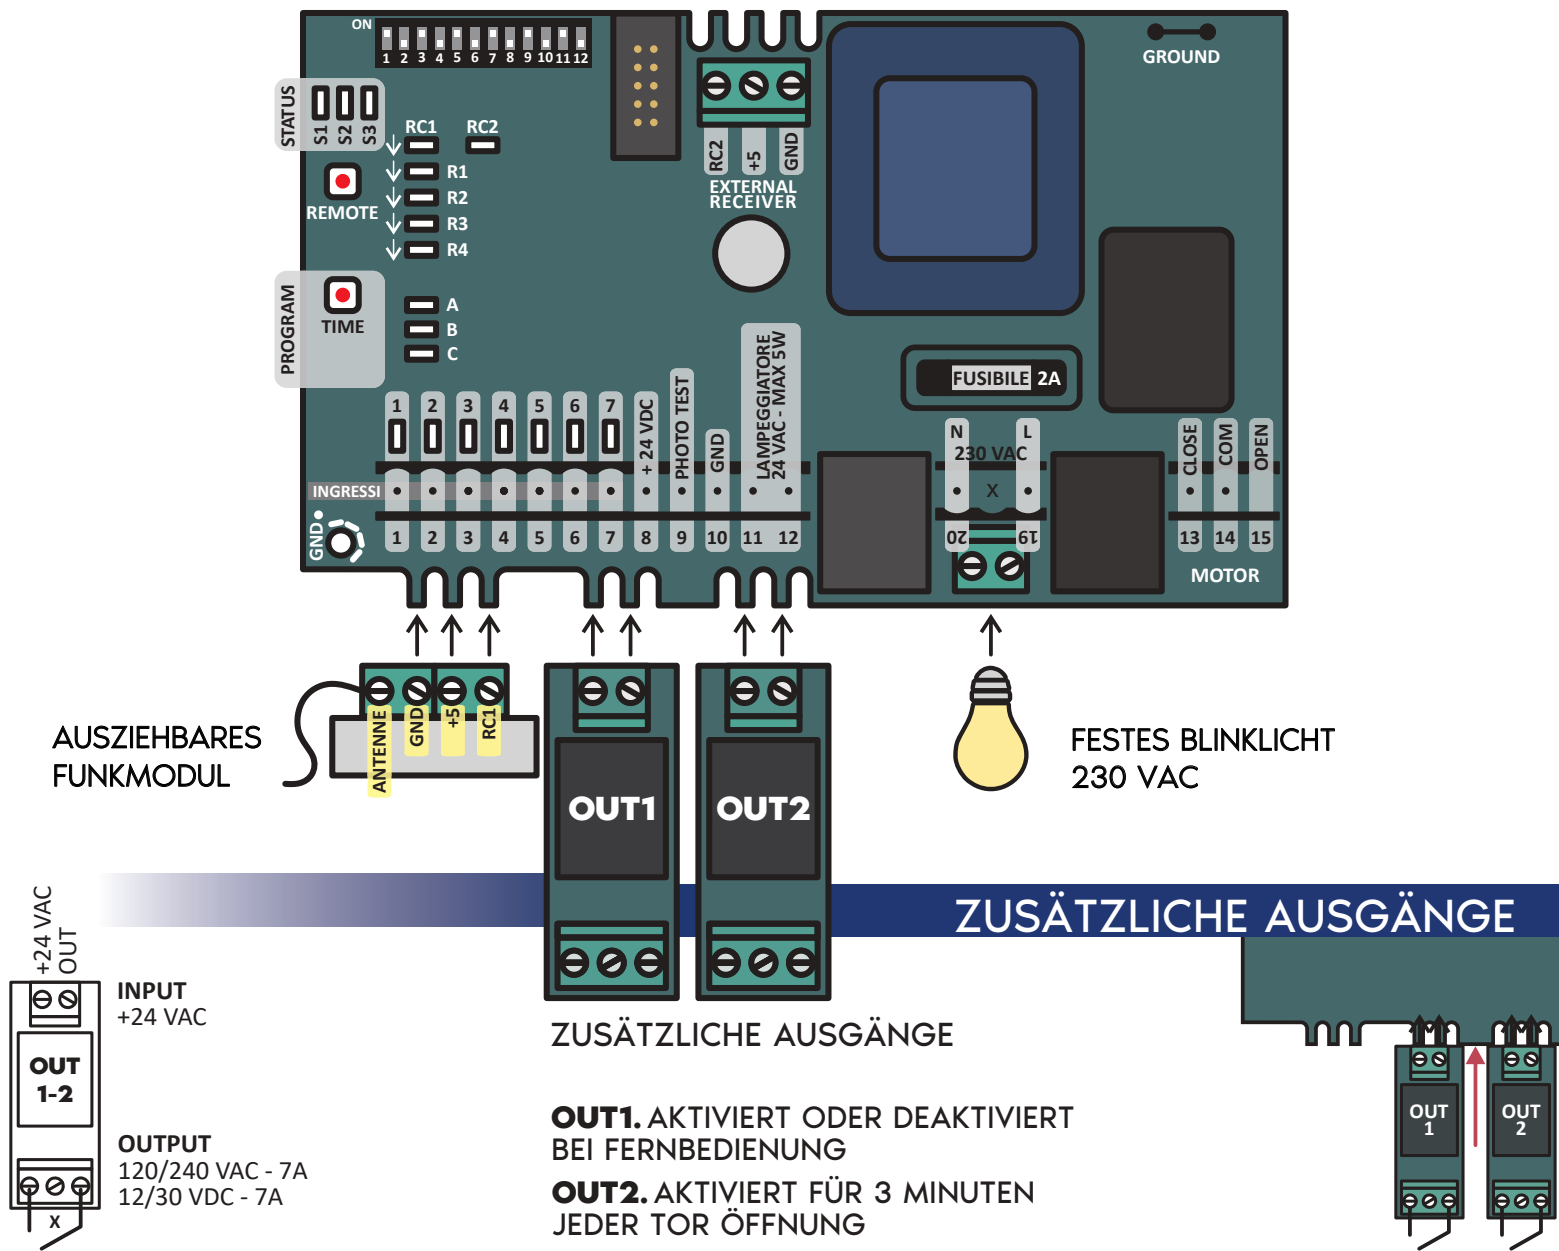 ON
1 2 3 4 5 6 7 8 9 10 11 12
GROUND
STATUS
S1 S2 S3
RC1 RC2
R1
R2
R3
R4
REMOTE
RC2 +5 GND
EXTERNAL
RECEIVER
PROGRAM
TIME
A
B
C
FUSIBILE 2A
1 2 3 4 5 6 7
+ 24 VDC
PHOTO TEST
GND
LAMPEGGIATORE
24 VAC - MAX 5W
N L
230 VAC
X
CLOSE COM OPEN
INGRESSI
GND
1 2 3 4 5 6 7 8 9 10 11 12
20 19
13 14 15
MOTOR
AUSZIEHBARES
FUNKMODUL
ANTENNE GND +5 RC1
OUT1
OUT2
FESTES BLINKLICHT
230 VAC
ZUSÄTZLICHE AUSGÄNGE
+24 VAC
OUT
INPUT
+24 VAC
OUT
1-2
OUTPUT
120/240 VAC - 7A
12/30 VDC - 7A
X
ZUSÄTZLICHE AUSGÄNGE
OUT1. AKTIVIERT ODER DEAKTIVIERT
BEI FERNBEDIENUNG
OUT2. AKTIVIERT FÜR 3 MINUTEN
JEDER TOR ÖFFNUNG
OUT
1
OUT
2